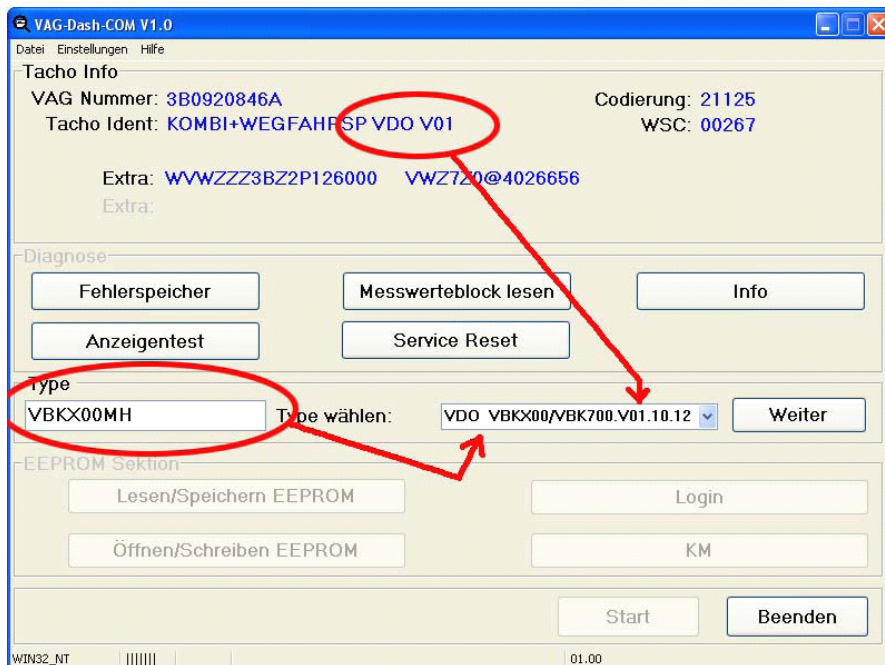 VAG-Dash-COM V1.0
Datei Einstellungen Hilfe
Tacho Info
VAG Nummer: 3B0920846A Codierung: 21125
Tacho Ident: KOMBI+WEGFAHRSP VDO V01 WSC: 00267
Extra: WVWZZZ3BZ2P126000 VWZ7Z0@4026656
Extra:
Diagnose
Fehlerspeicher Messwerteblock lesen Info
Anzeigentest Service Reset
Type
VBKX00MH Type wählen: VDO VBKX00/VBK700.V01.10.12 Weiter
EEPROM Sektion
Lesen/Speichern EEPROM Login
Öffnen/Schreiben EEPROM KM
Start Beenden
WIN32_NT 01.00